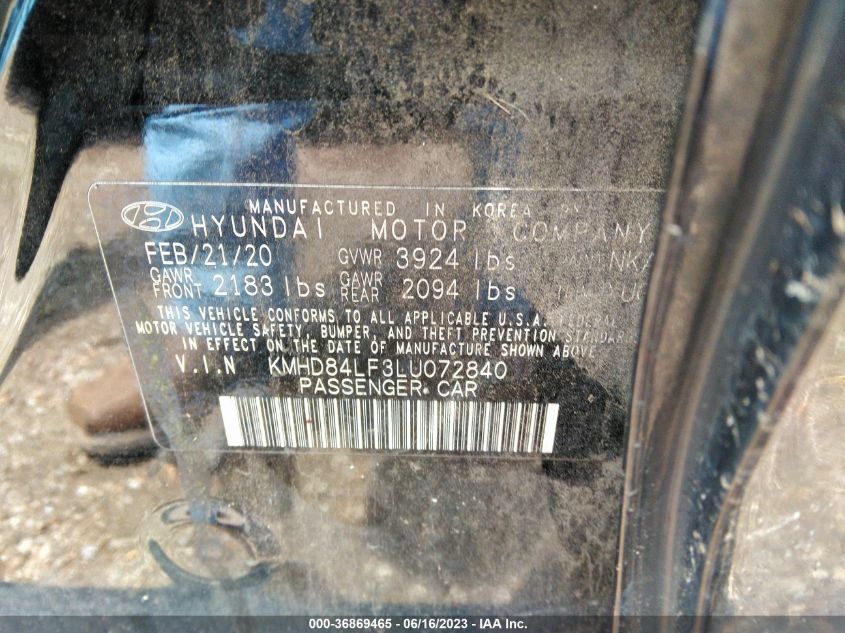 MANUFACTURED IN KOREA
HYUNDAI MOTOR COMPANY
FEB/21/20 GVWR 3924 lbs
GAWR FRONT 2183 lbs GAWR REAR 2094 lbs
THIS VEHICLE CONFORMS TO ALL APPLICABLE U.S.A. FEDERAL
MOTOR VEHICLE SAFETY, BUMPER, AND THEFT PREVENTION STANDARDS
IN EFFECT ON THE DATE OF MANUFACTURE SHOWN ABOVE
V.I.N KMHD84LF3LU072840
PASSENGER CAR
000-36869465 - 06/16/2023 - IAA Inc.